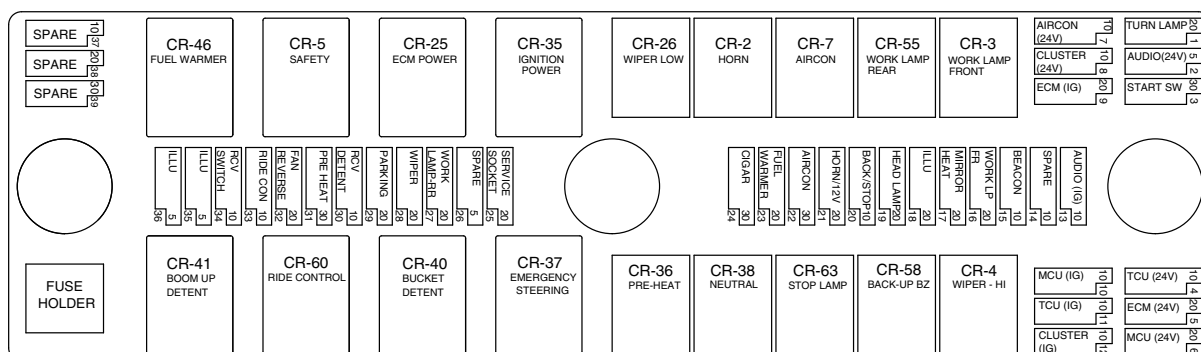 SPARE 10 37
SPARE 20 38
SPARE 30 39
CR-46
FUEL WARMER
CR-5
SAFETY
CR-25
ECM POWER
CR-35
IGNITION
POWER
CR-26
WIPER LOW
CR-2
HORN
CR-7
AIRCON
CR-55
WORK LAMP
REAR
CR-3
WORK LAMP
FRONT
AIRCON 10
(24V) 7
CLUSTER 10
(24V) 8
ECM (IG) 20
9
TURN LAMP 20
1
AUDIO(24V) 5
2
START SW 30
3
ILLU
36 5
ILLU
35 5
RCV
SWITCH
34 10
RIDE CON
33 10
FAN
REVERSE
32 20
PRE HEAT
31 30
RCV
DETENT
30 10
PARKING
29 20
WIPER
28 20
WORK
LAMP-RR
27 20
SPARE
26 5
SERVICE
SOCKET
25 20
CIGAR
24 30
FUEL
WARMER
23 20
AIRCON
22 30
HORN/12V
21 20
BACK/STOP
20 10
HEAD LAMP
19 20
ILLU
18 20
MIRROR
HEAT
17 20
WORK LP
FR
16 20
BEACON
15 10
SPARE
14 10
AUDIO (IG)
13 10
FUSE
HOLDER
CR-41
BOOM UP
DETENT
CR-60
RIDE CONTROL
CR-40
BUCKET
DETENT
CR-37
EMERGENCY
STEERING
CR-36
PRE-HEAT
CR-38
NEUTRAL
CR-63
STOP LAMP
CR-58
BACK-UP BZ
CR-4
WIPER - HI
MCU (IG) 10
10
TCU (IG) 10
11
CLUSTER 10
(IG) 12
TCU (24V) 10
4
ECM (24V) 20
5
MCU (24V) 20
6